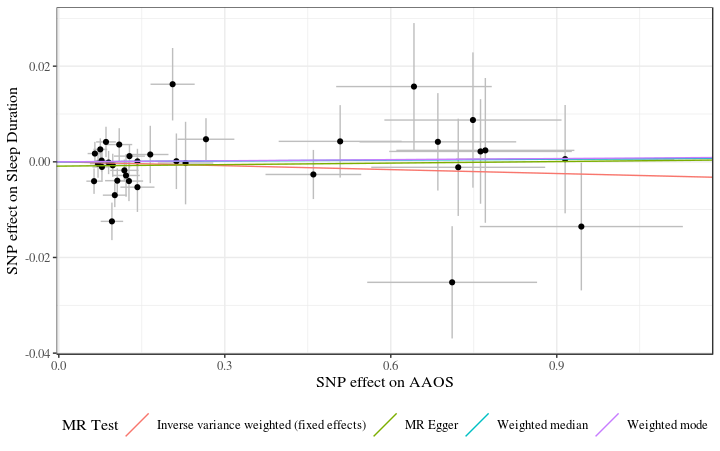 SNP effect on Sleep Duration
0.02
0.00
-0.02
-0.04
0.0 0.3 0.6 0.9
SNP effect on AAOS
MR Test Inverse variance weighted (fixed effects) MR Egger Weighted median Weighted mode